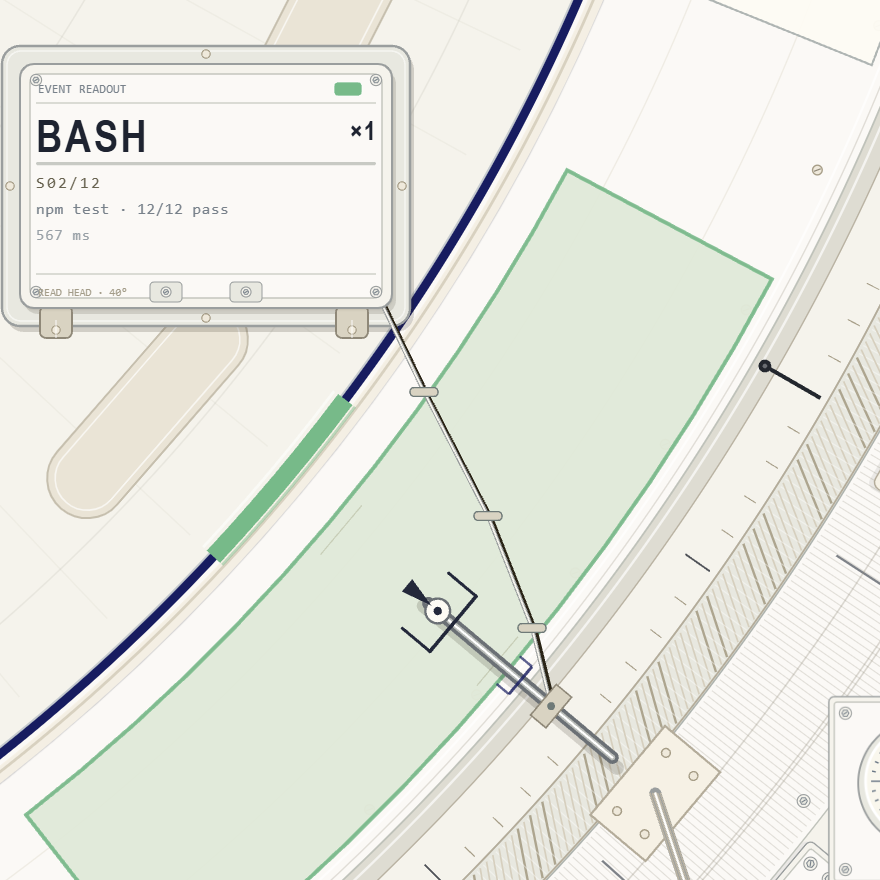 EVENT READOUT
BASH ×1
S02/12
npm test · 12/12 pass
567 ms
READ HEAD · 40°